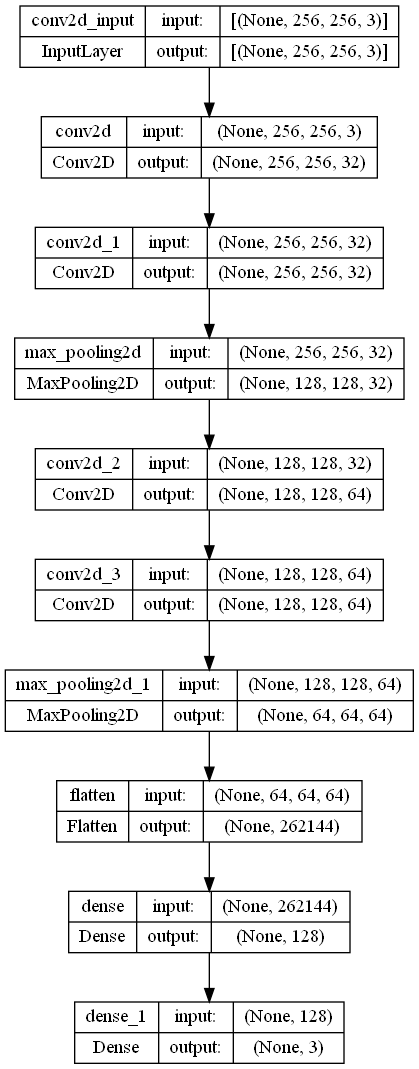 conv2d_input input: [(None, 256, 256, 3)]
InputLayer output: [(None, 256, 256, 3)]
conv2d input: (None, 256, 256, 3)
Conv2D output: (None, 256, 256, 32)
conv2d_1 input: (None, 256, 256, 32)
Conv2D output: (None, 256, 256, 32)
max_pooling2d input: (None, 256, 256, 32)
MaxPooling2D output: (None, 128, 128, 32)
conv2d_2 input: (None, 128, 128, 32)
Conv2D output: (None, 128, 128, 64)
conv2d_3 input: (None, 128, 128, 64)
Conv2D output: (None, 128, 128, 64)
max_pooling2d_1 input: (None, 128, 128, 64)
MaxPooling2D output: (None, 64, 64, 64)
flatten input: (None, 64, 64, 64)
Flatten output: (None, 262144)
dense input: (None, 262144)
Dense output: (None, 128)
dense_1 input: (None, 128)
Dense output: (None, 3)